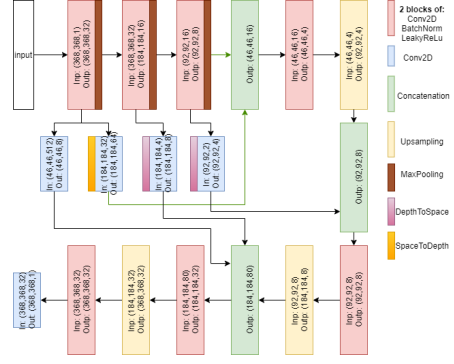 input
Inp: (368,368,1)
Outp: (368,368,32)
Inp: (368,368,32)
Outp: (184,184,16)
Inp: (92,92,16)
Outp: (92,92,8)
Outp: (46,46,16)
Inp: (46,46,16)
Outp: (46,46,4)
Inp: (46,46,4)
Outp: (92,92,4)
2 blocks of:
Conv2D
BatchNorm
LeakyReLu
Conv2D
Concatenation
Upsampling
MaxPooling
DepthToSpace
SpaceToDepth
In: (46,46,512)
Out: (46,46,8)
In: (184,184,32)
Out: (184,184,64)
In: (184,184,4)
Out: (184,184,8)
In: (92,92,2)
Out: (92,92,4)
Outp: (92,92,8)
In: (368,368,32)
Out: (368,368,1)
Inp: (368,368,32)
Outp: (368,368,32)
Inp: (184,184,32)
Outp: (368,368,32)
Inp: (184,184,80)
Outp: (184,184,32)
Outp: (184,184,80)
Inp: (92,92,8)
Outp: (184,184,8)
Inp: (92,92,8)
Outp: (92,92,8)